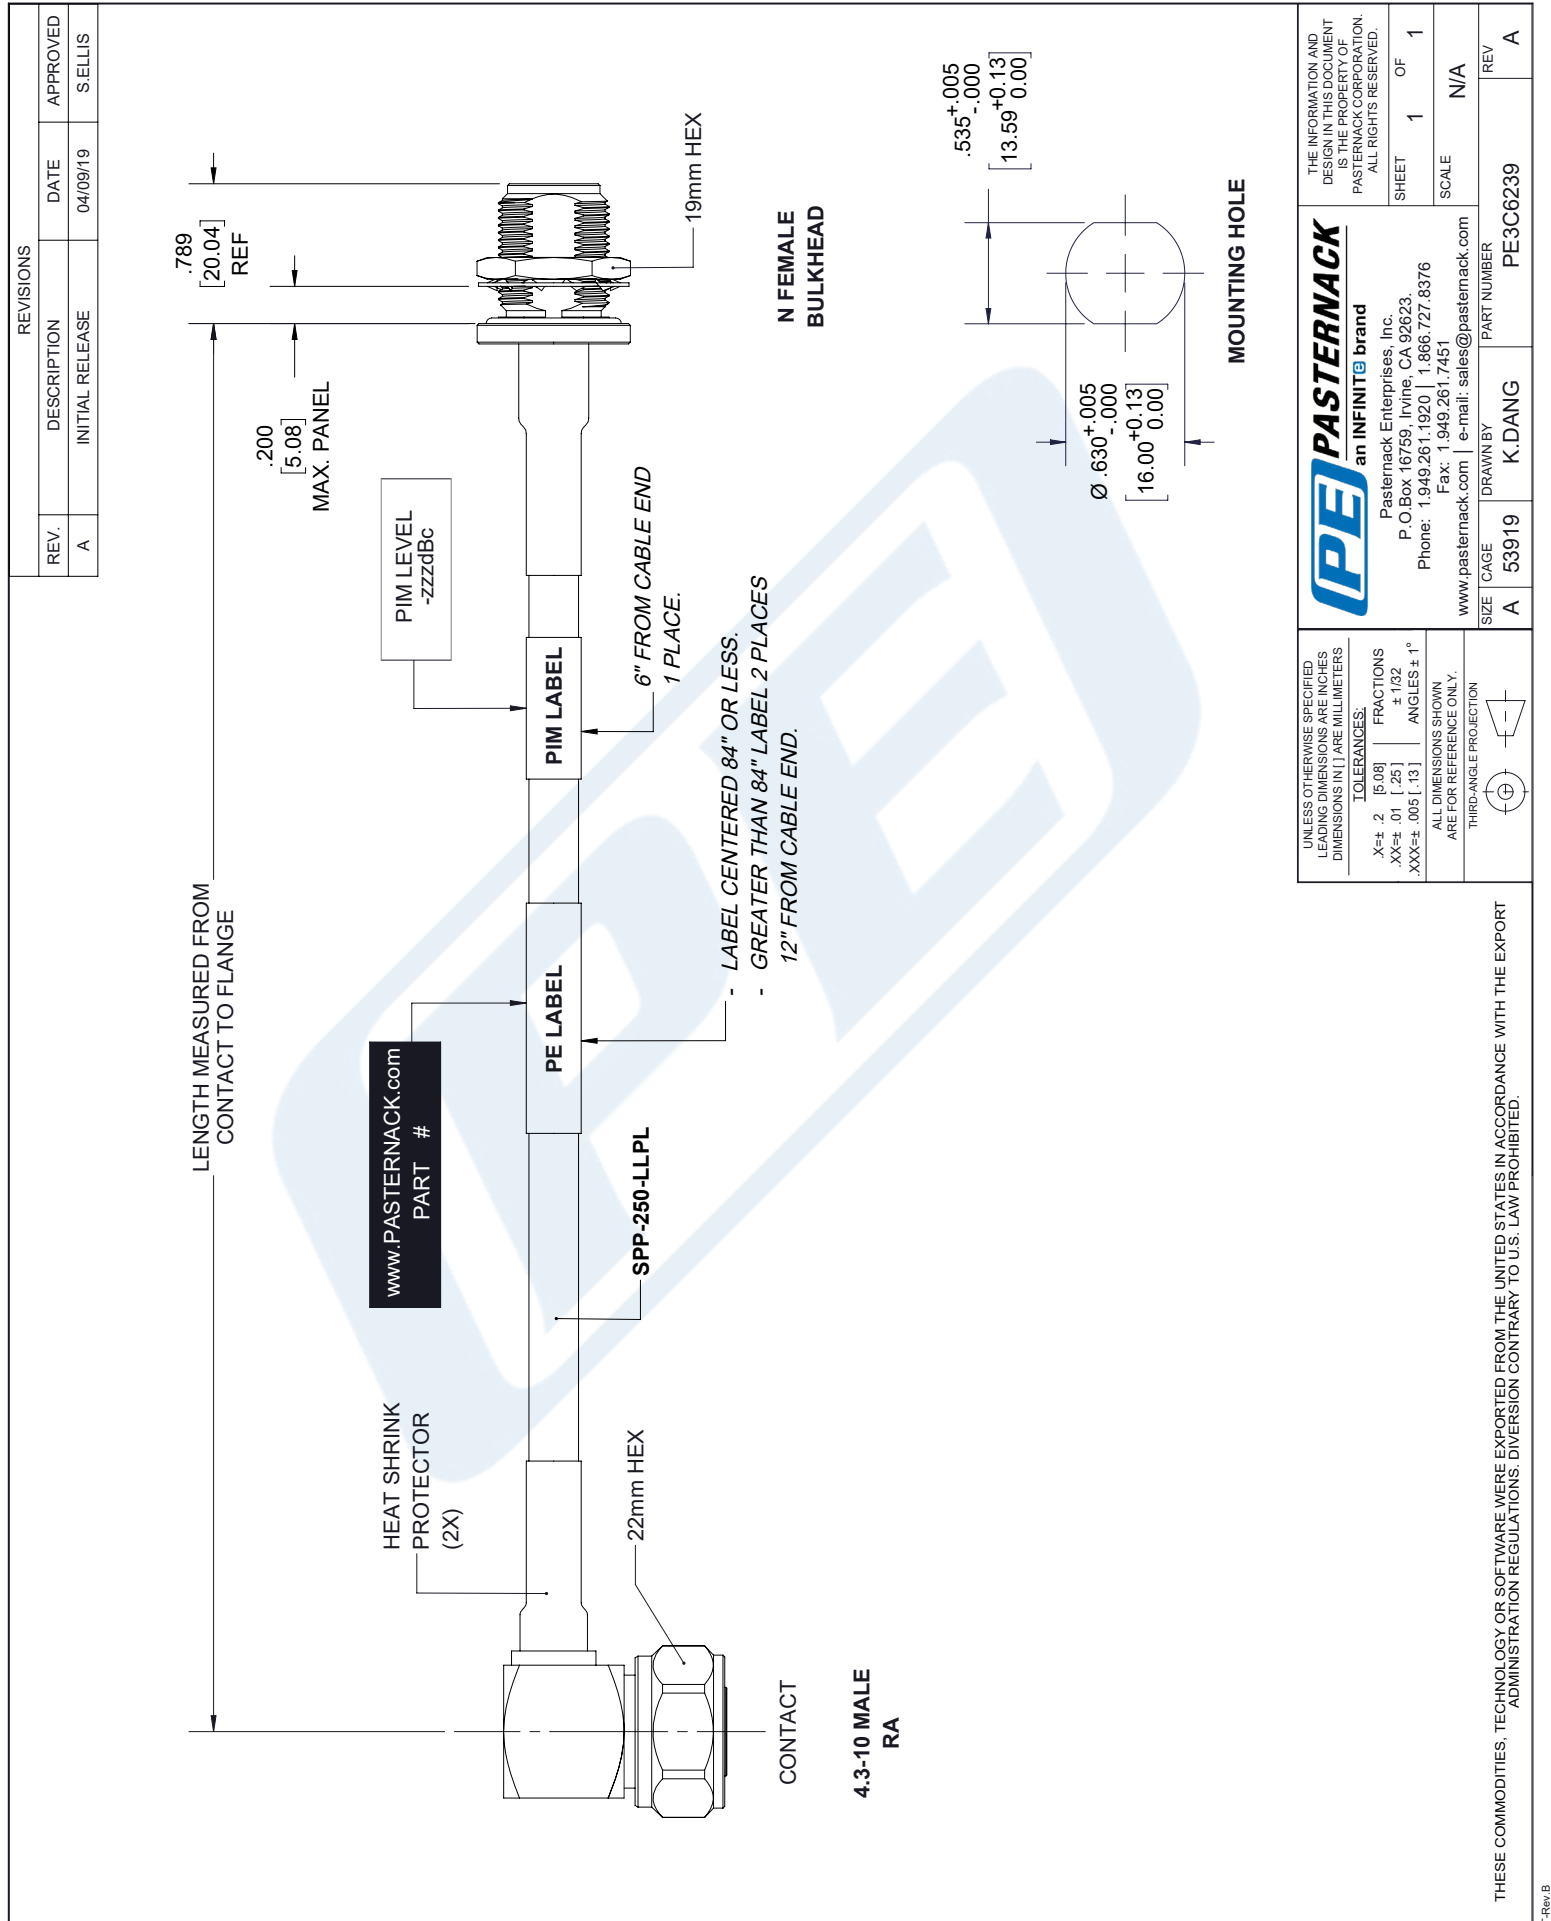 REVISIONS
REV. DESCRIPTION DATE APPROVED
A INITIAL RELEASE 04/09/19 S.ELLIS
LENGTH MEASURED FROM
CONTACT TO FLANGE
.789
[20.04]
REF
.200
[5.08]
MAX. PANEL
HEAT SHRINK
PROTECTOR
(2X)
www.PASTERNACK.com
PART #
PIM LEVEL
-zzzdBc
PE LABEL
PIM LABEL
22mm HEX
SPP-250-LLPL
6" FROM CABLE END
1 PLACE.
- LABEL CENTERED 84" OR LESS.
- GREATER THAN 84" LABEL 2 PLACES
12" FROM CABLE END.
19mm HEX
CONTACT
4.3-10 MALE
RA
N FEMALE
BULKHEAD
.535 +.005
-.000
[13.59 +0.13
0.00]
Ø .630 +.005
-.000
[16.00 +0.13
0.00]
MOUNTING HOLE
UNLESS OTHERWISE SPECIFIED
LEADING DIMENSIONS ARE INCHES
DIMENSIONS IN [ ] ARE MILLIMETERS
TOLERANCES:
.X=± .2 [5.08] FRACTIONS
.XX=± .01 [ .25] ± 1/32
.XXX=± .005 [ .13] ANGLES ± 1°
ALL DIMENSIONS SHOWN
ARE FOR REFERENCE ONLY.
THIRD-ANGLE PROJECTION
PE PASTERNACK
an INFINITe brand
Pasternack Enterprises, Inc.
P.O.Box 16759, Irvine, CA 92623.
Phone: 1.949.261.1920 | 1.866.727.8376
Fax: 1.949.261.7451
www.pasternack.com | e-mail: sales@pasternack.com
THE INFORMATION AND
DESIGN IN THIS DOCUMENT
IS THE PROPERTY OF
PASTERNACK CORPORATION.
ALL RIGHTS RESERVED.
SHEET 1 OF 1
SCALE N/A
SIZE A
CAGE 53919
DRAWN BY K.DANG
PART NUMBER PE3C6239
REV A
THESE COMMODITIES, TECHNOLOGY OR SOFTWARE WERE EXPORTED FROM THE UNITED STATES IN ACCORDANCE WITH THE EXPORT
ADMINISTRATION REGULATIONS. DIVERSION CONTRARY TO U.S. LAW PROHIBITED.
-Rev.B